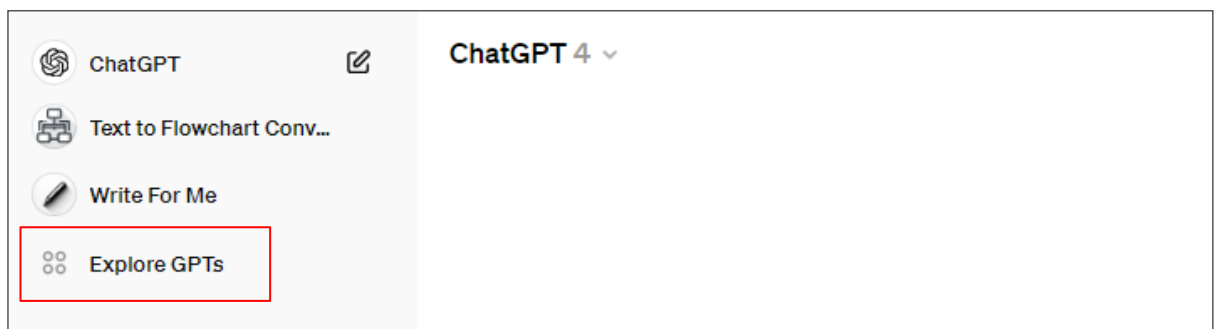 ChatGPT
Text to Flowchart Conv...
Write For Me
Explore GPTs
ChatGPT 4